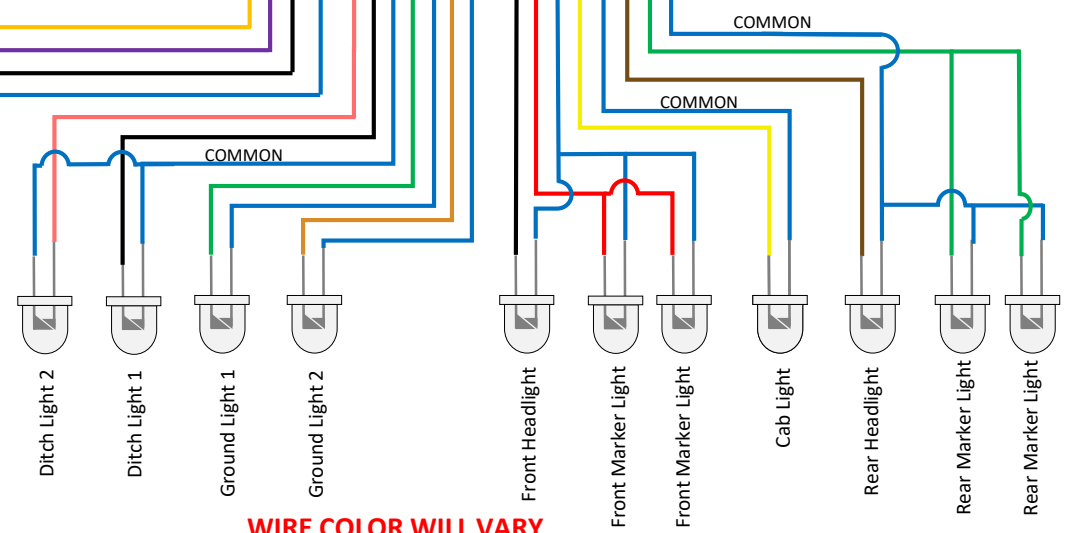 COMMON
COMMON
COMMON
Ditch Light 2
Ditch Light 1
Ground Light 1
Ground Light 2
Front Headlight
Front Marker Light
Front Marker Light
Cab Light
Rear Headlight
Rear Marker Light
Rear Marker Light
WIRE COLOR WILL VARY